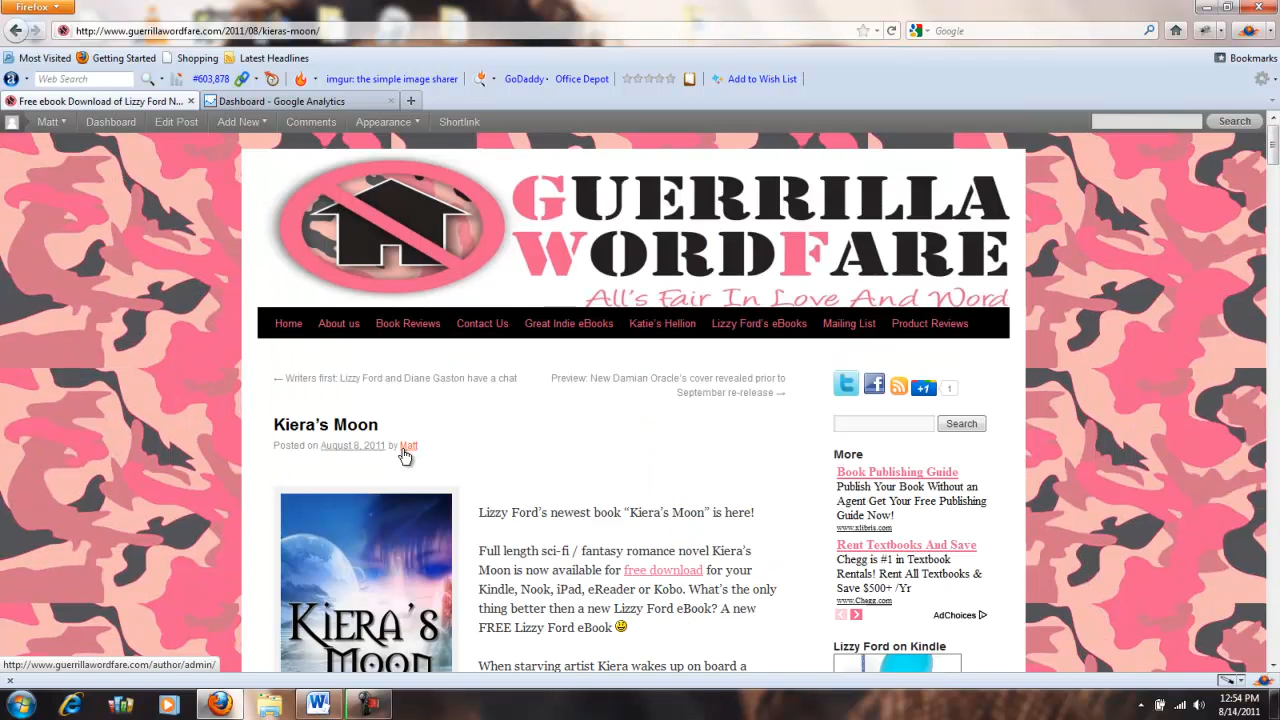 Firefox
http://www.guerrillawordfare.com/2011/08/kieras-moon/
Google
Most Visited Getting Started Shopping Latest Headlines
Bookmarks
Web Search
#603,878
imgur: the simple image sharer
GoDaddy Office Depot
Add to Wish List
Free ebook Download of Lizzy Ford N...
Dashboard - Google Analytics
Matt Dashboard Edit Post Add New Comments Appearance Shortlink
Search
GUERRILLA
WORDFARE
All's Fair In Love And Word
Home About us Book Reviews Contact Us Great Indie eBooks Katie's Hellion Lizzy Ford's eBooks Mailing List Product Reviews
← Writers first: Lizzy Ford and Diane Gaston have a chat
Preview: New Damian Oracle's cover revealed prior to
September re-release →
Kiera's Moon
Posted on August 8, 2011 by Matt
KIERA'S
MOON
Lizzy Ford's newest book “Kiera's Moon” is here!
Full length sci-fi / fantasy romance novel Kiera's
Moon is now available for free download for your
Kindle, Nook, iPad, eReader or Kobo. What's the only
thing better then a new Lizzy Ford eBook? A new
FREE Lizzy Ford eBook
When starving artist Kiera wakes up on board a
+1 1
Search
More
Book Publishing Guide
Publish Your Book Without an
Agent Get Your Free Publishing
Guide Now!
www.xlibris.com
Rent Textbooks And Save
Chegg is #1 in Textbook
Rentals! Rent All Textbooks &
Save $500+ /Yr
www.Chegg.com
AdChoices
Lizzy Ford on Kindle
http://www.guerrillawordfare.com/author/admin/
12:54 PM
8/14/2011